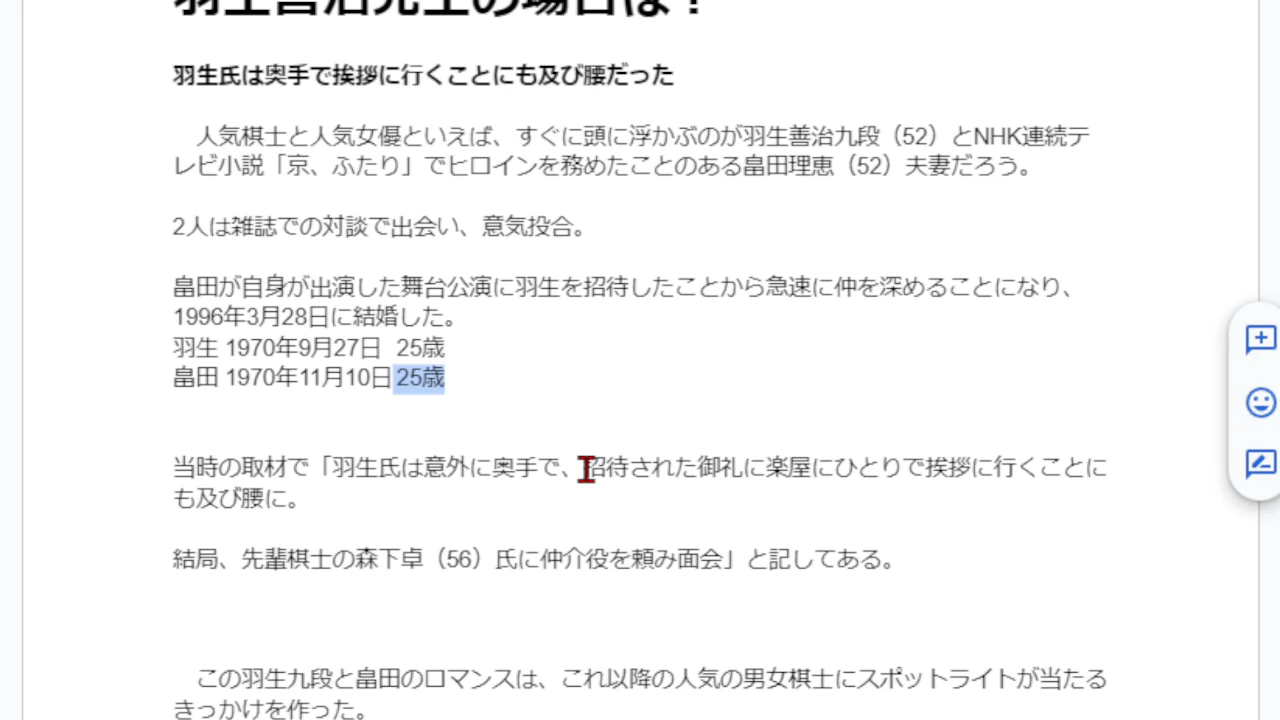 羽生善治先生の場合は？
羽生氏は奥手で挨拶に行くことにも及び腰だった
人気棋士と人気女優といえば、すぐに頭に浮かぶのが羽生善治九段（52）とNHK連続テ
レビ小説「京、ふたり」でヒロインを務めたことのある畠田理恵（52）夫妻だろう。
2人は雑誌での対談で出会い、意気投合。
畠田が自身が出演した舞台公演に羽生を招待したことから急速に仲を深めることになり、
1996年3月28日に結婚した。
羽生 1970年9月27日 25歳
畠田 1970年11月10日 25歳
当時の取材で「羽生氏は意外に奥手で、招待された御礼に楽屋にひとりで挨拶に行くことに
も及び腰に。
結局、先輩棋士の森下卓（56）氏に仲介役を頼み面会」と記してある。
この羽生九段と畠田のロマンスは、これ以降の人気の男女棋士にスポットライトが当たる
きっかけを作った。